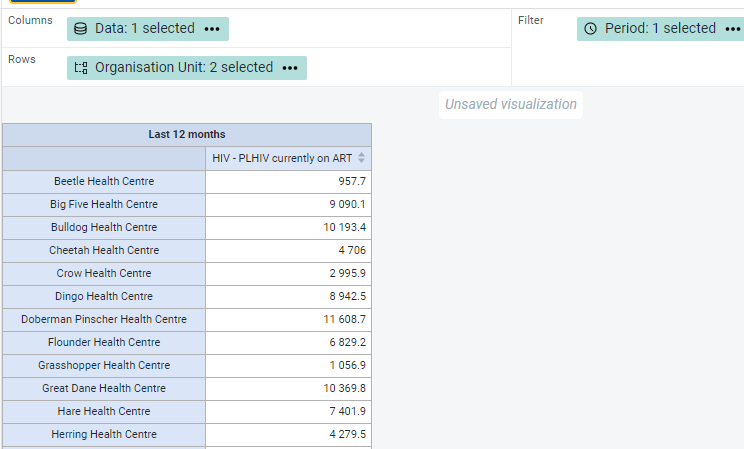 Columns
Data: 1 selected
Filter
Period: 1 selected
Rows
Organisation Unit: 2 selected
Unsaved visualization
Last 12 months
HIV - PLHIV currently on ART
Beetle Health Centre 957.7
Big Five Health Centre 9 090.1
Bulldog Health Centre 10 193.4
Cheetah Health Centre 4 706
Crow Health Centre 2 995.9
Dingo Health Centre 8 942.5
Doberman Pinscher Health Centre 11 608.7
Flounder Health Centre 6 829.2
Grasshopper Health Centre 1 056.9
Great Dane Health Centre 10 369.8
Hare Health Centre 7 401.9
Herring Health Centre 4 279.5